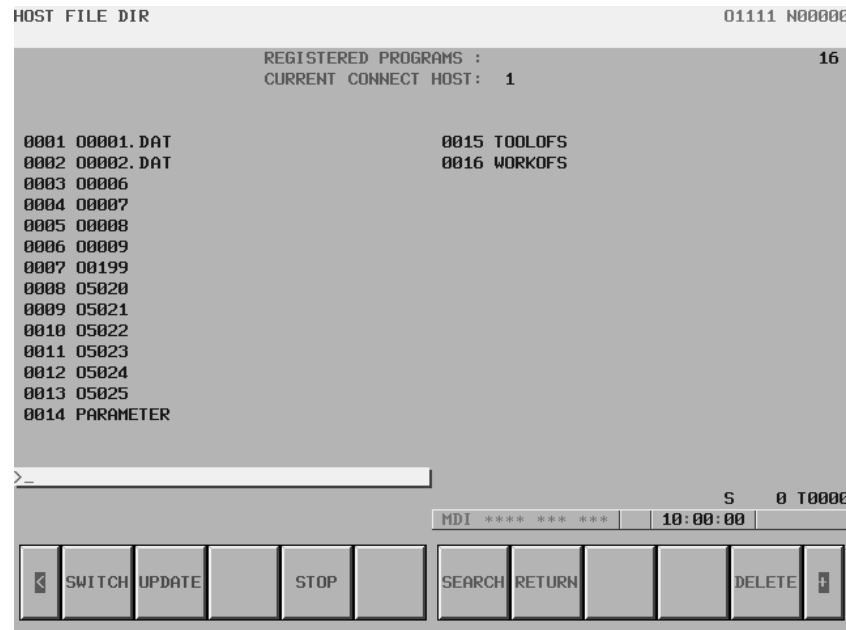 HOST FILE DIR O1111 N00000
REGISTERED PROGRAMS : 16
CURRENT CONNECT HOST: 1
0001 O0001.DAT 0015 TOOLOFS
0002 O0002.DAT 0016 WORKOFS
0003 O0006
0004 O0007
0005 O0008
0006 O0009
0007 O0199
0008 O5020
0009 O5021
0010 O5022
0011 O5023
0012 O5024
0013 O5025
0014 PARAMETER
>_
S 0 T0000
MDI **** *** *** 10:00:00
< SWITCH UPDATE STOP SEARCH RETURN DELETE +